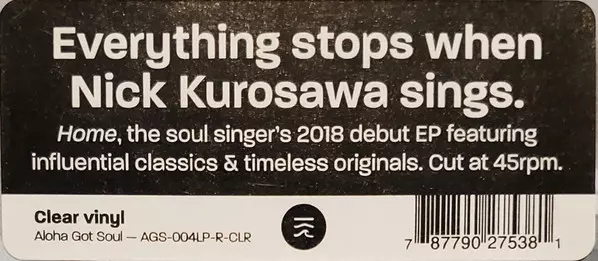 Everything stops when
Nick Kurosawa sings.
Home, the soul singer's 2018 debut EP featuring
influential classics & timeless originals. Cut at 45rpm.
Clear vinyl
Aloha Got Soul — AGS-004LP-R-CLR
7 87790 27538 1